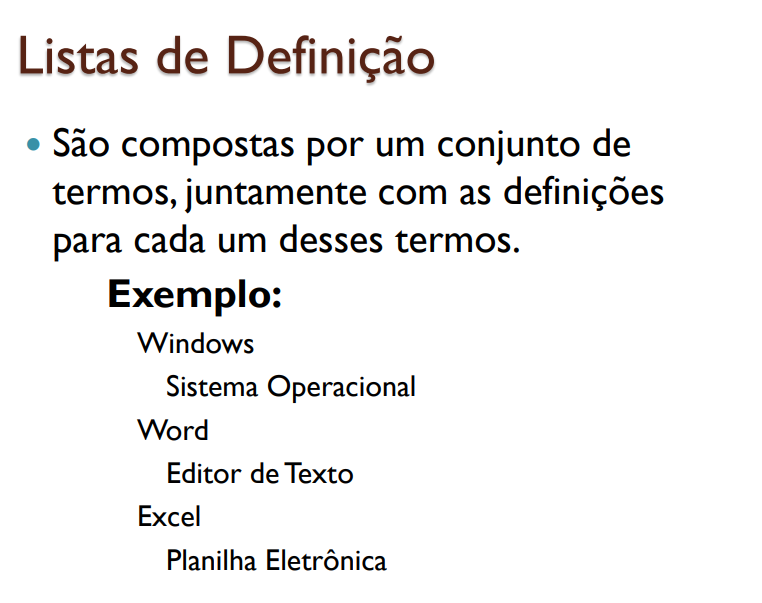 Listas de Definição
• São compostas por um conjunto de
termos, juntamente com as definições
para cada um desses termos.
Exemplo:
Windows
Sistema Operacional
Word
Editor de Texto
Excel
Planilha Eletrônica